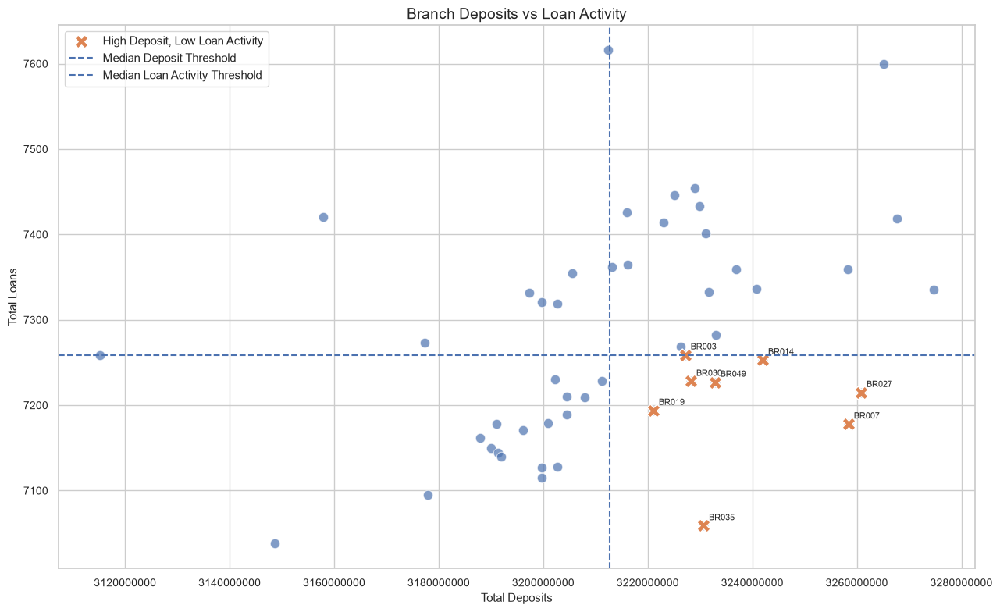 Branch Deposits vs Loan Activity
High Deposit, Low Loan Activity
Median Deposit Threshold
Median Loan Activity Threshold
Total Loans
7600
7500
7400
7300
7200
7100
BR003
BR014
BR030
BR049
BR027
BR019
BR007
BR035
3120000000 3140000000 3160000000 3180000000 3200000000 3220000000 3240000000 3260000000 3280000000
Total Deposits